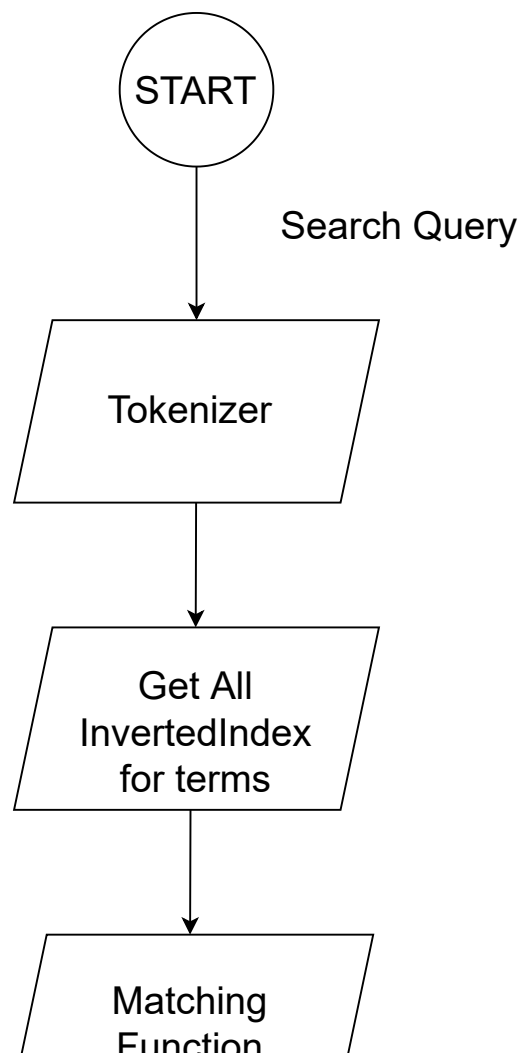 START
Search Query
Tokenizer
Get All
InvertedIndex
for terms
Matching
Function